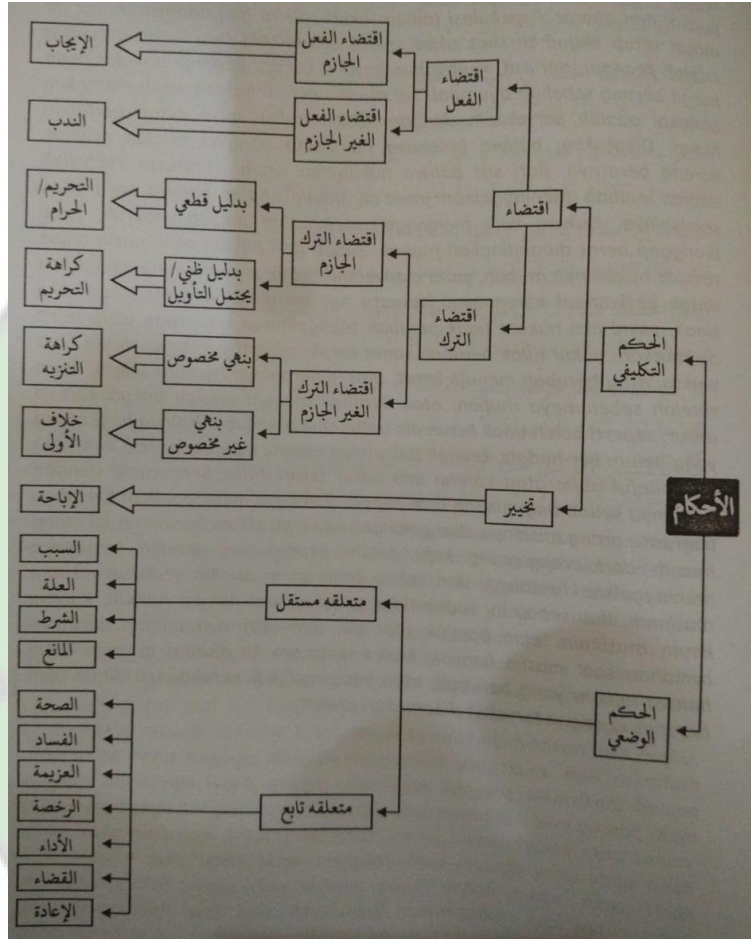 الأحكام
الحكم
التكليفي
اقتضاء
اقتضاء
الفعل
اقتضاء الفعل
الجازم
الإيجاب
اقتضاء الفعل
الغير الجازم
الندب
اقتضاء
الترك
اقتضاء الترك
الجازم
بدليل قطعي
التحريم/
الحرام
بدليل ظني/
يحتمل التأويل
كراهة
التحريم
اقتضاء الترك
الغير الجازم
بنهي مخصوص
كراهة
التنزيه
بنهي
غير مخصوص
خلاف
الأولى
تخيير
الإباحة
الحكم
الوضعي
متعلقه مستقل
السبب
العلة
الشرط
المانع
متعلقه تابع
الصحة
الفساد
العزيمة
الرخصة
الأداء
القضاء
الإعادة